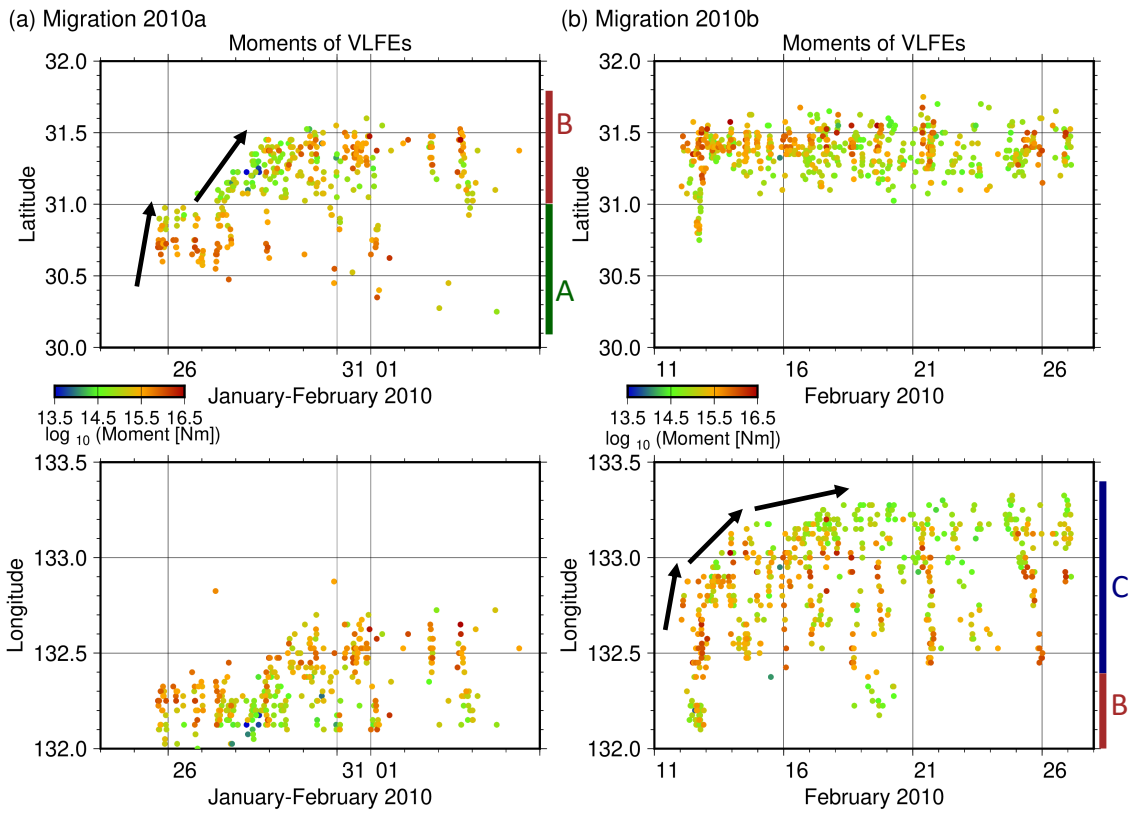 (a) Migration 2010a
Moments of VLFEs
32.0
31.5
31.0
30.5
30.0
Latitude
26
31 01
January-February 2010
B
A
13.5 14.5 15.5 16.5
log 10 (Moment [Nm])
133.5
133.0
132.5
132.0
Longitude
26
31 01
January-February 2010
(b) Migration 2010b
Moments of VLFEs
32.0
31.5
31.0
30.5
30.0
Latitude
11
16
21
26
February 2010
13.5 14.5 15.5 16.5
log 10 (Moment [Nm])
133.5
133.0
132.5
132.0
Longitude
11
16
21
26
February 2010
C
B